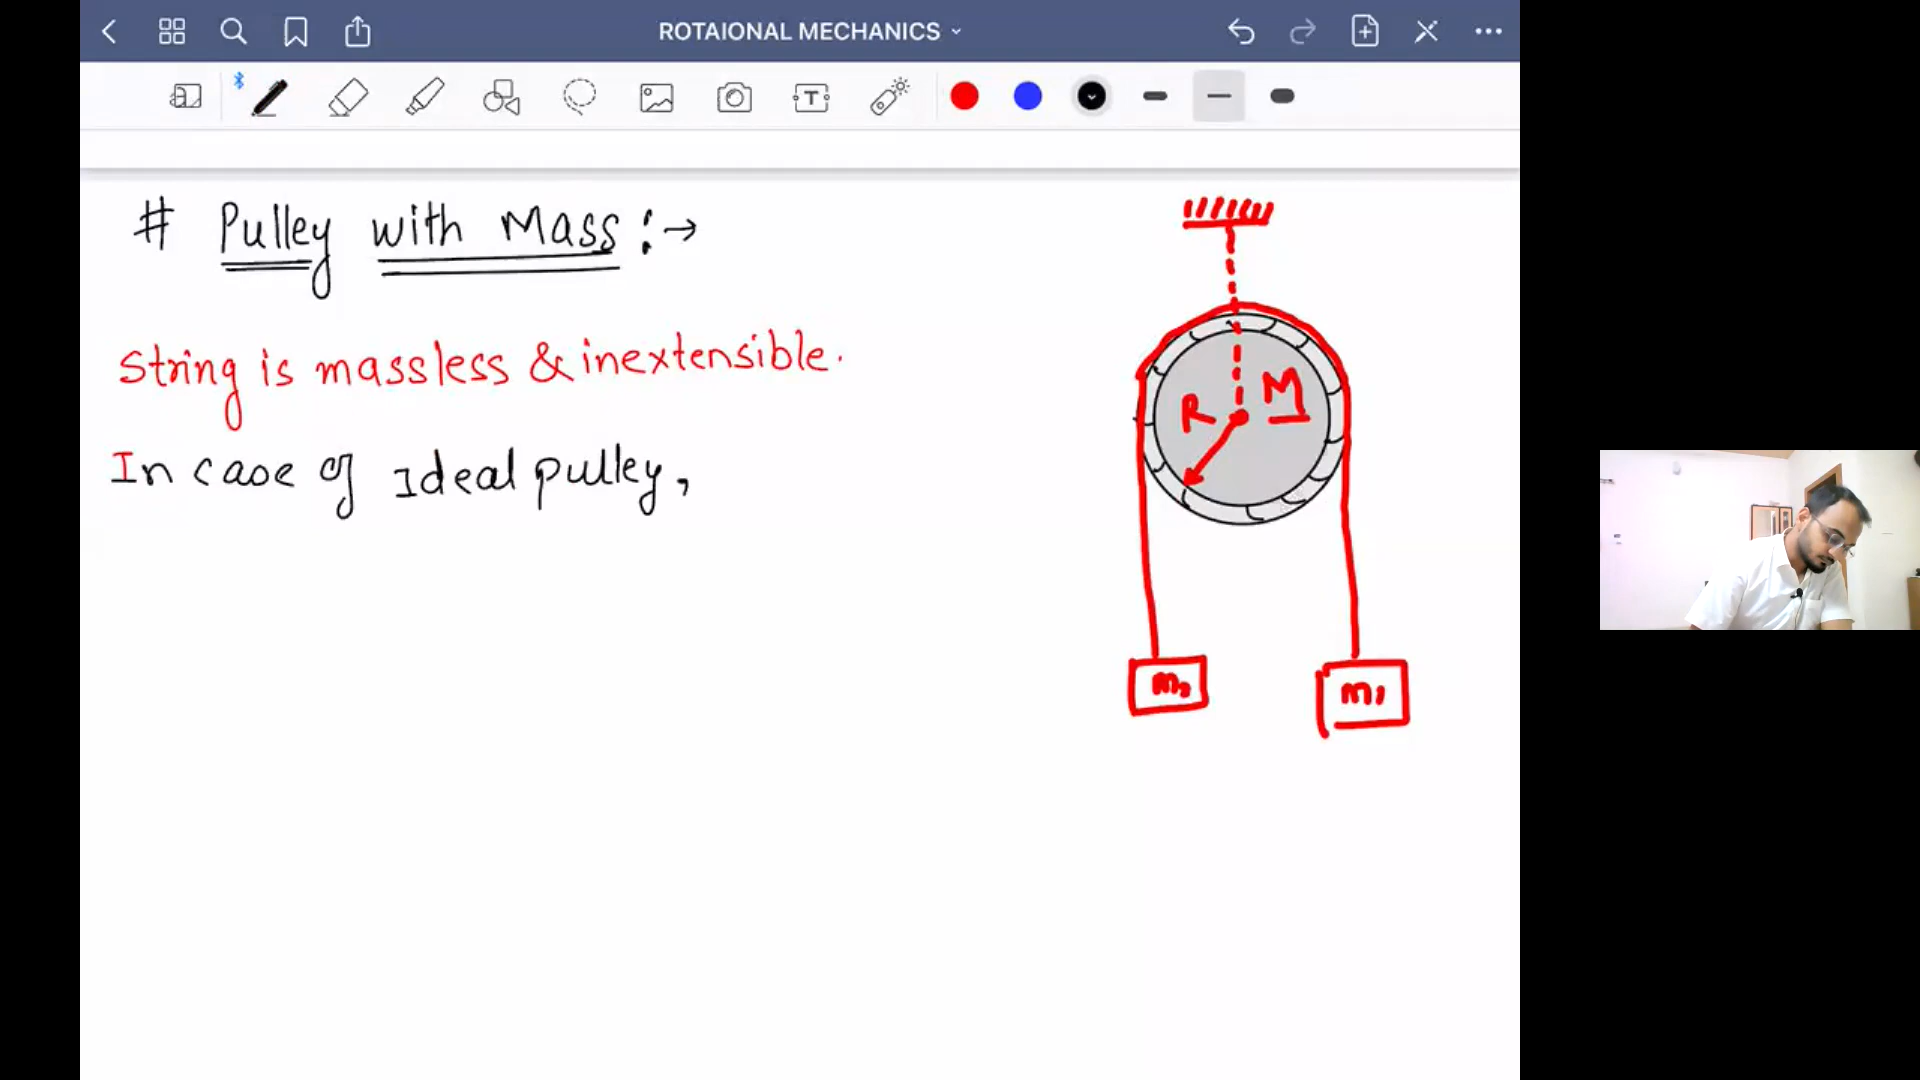 ROTAIONAL MECHANICS
T
# Pulley with Mass :→
String is massless & inextensible.
In case of Ideal pulley,
R M
m₂
m₁